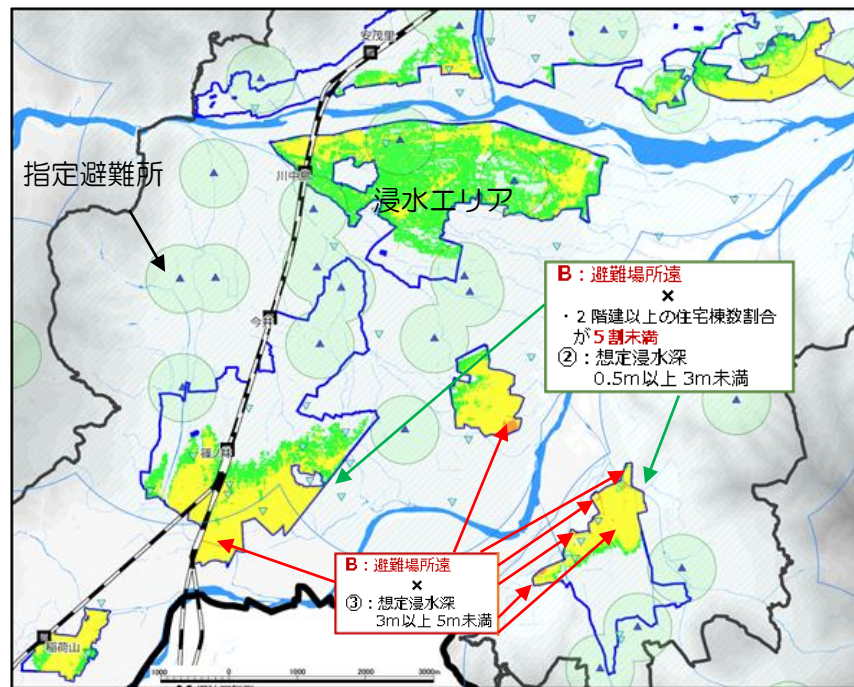 安茂里
指定避難所
川中島
浸水エリア
B：避難場所遠
×
・２階建以上の住宅棟数割合
が５割未満
②：想定浸水深
0.5m以上 3m未満
今井
篠ノ井
B：避難場所遠
×
③：想定浸水深
3m以上 5m未満
稲荷山
1000
0
1000
2000
3000m